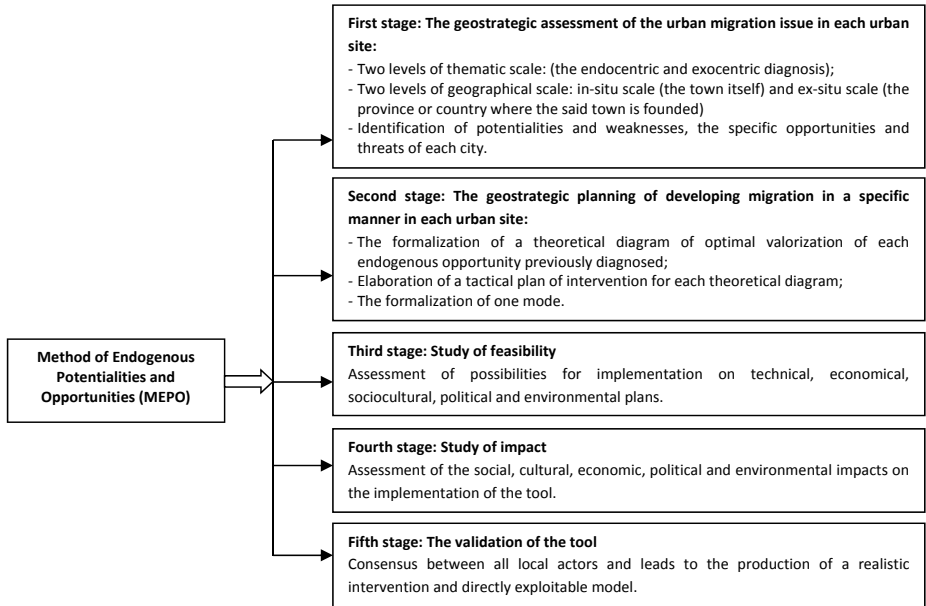 First stage: The geostrategic assessment of the urban migration issue in each urban
site:
- Two levels of thematic scale: (the endocentric and exocentric diagnosis);
- Two levels of geographical scale: in-situ scale (the town itself) and ex-situ scale (the
province or country where the said town is founded)
- Identification of potentialities and weaknesses, the specific opportunities and
threats of each city.
Second stage: The geostrategic planning of developing migration in a specific
manner in each urban site:
- The formalization of a theoretical diagram of optimal valorization of each
endogenous opportunity previously diagnosed;
- Elaboration of a tactical plan of intervention for each theoretical diagram;
- The formalization of one mode.
Method of Endogenous
Potentialities and
Opportunities (MEPO)
Third stage: Study of feasibility
Assessment of possibilities for implementation on technical, economical,
sociocultural, political and environmental plans.
Fourth stage: Study of impact
Assessment of the social, cultural, economic, political and environmental impacts on
the implementation of the tool.
Fifth stage: The validation of the tool
Consensus between all local actors and leads to the production of a realistic
intervention and directly exploitable model.